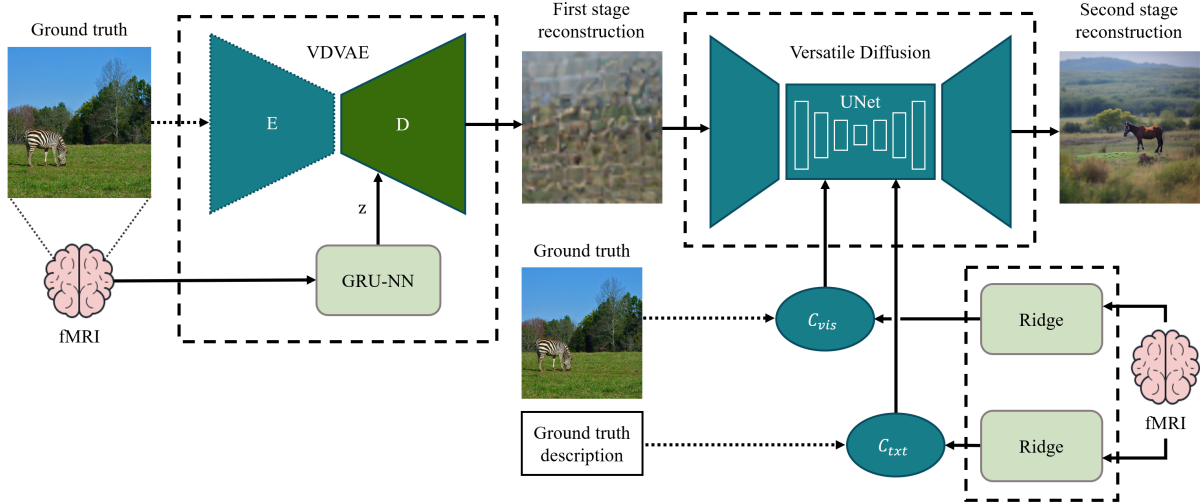 Ground truth
VDVAE
E
D
z
GRU-NN
fMRI
First stage
reconstruction
Versatile Diffusion
UNet
Second stage
reconstruction
Ground truth
C_vis
Ridge
Ground truth
description
C_txt
Ridge
fMRI